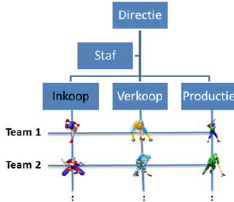 Directie
Staf
Inkoop Verkoop Productie
Team 1
Team 2
: : :